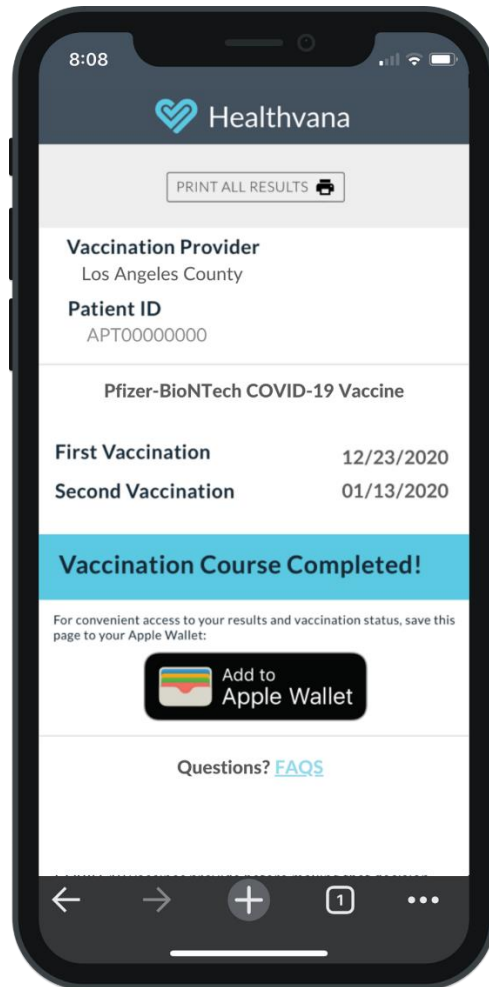 8:08
Healthvana
PRINT ALL RESULTS
Vaccination Provider
Los Angeles County
Patient ID
APT00000000
Pfizer-BioNTech COVID-19 Vaccine
First Vaccination 12/23/2020
Second Vaccination 01/13/2020
Vaccination Course Completed!
For convenient access to your results and vaccination status, save this
page to your Apple Wallet:
Add to
Apple Wallet
Questions? FAQS
1